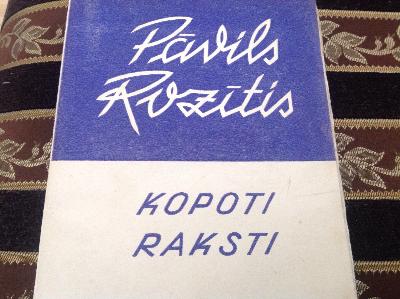 Pāvils
Rozītis
KOPOTI
RAKSTI